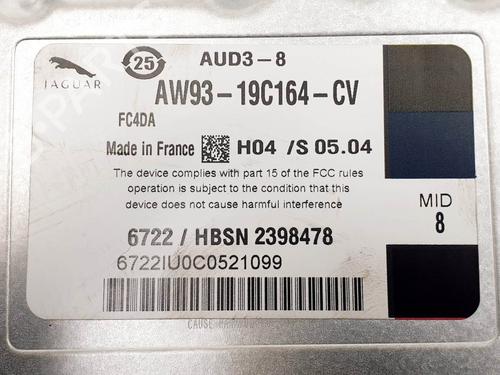 JAGUAR
25
AUD3-8
AW93-19C164-CV
FC4DA
Made in France H04 /S 05.04
The device complies with part 15 of the FCC rules
operation is subject to the condition that this
device does not cause harmful interference
MID
8
6722 / HBSN 2398478
6722IU0C0521099